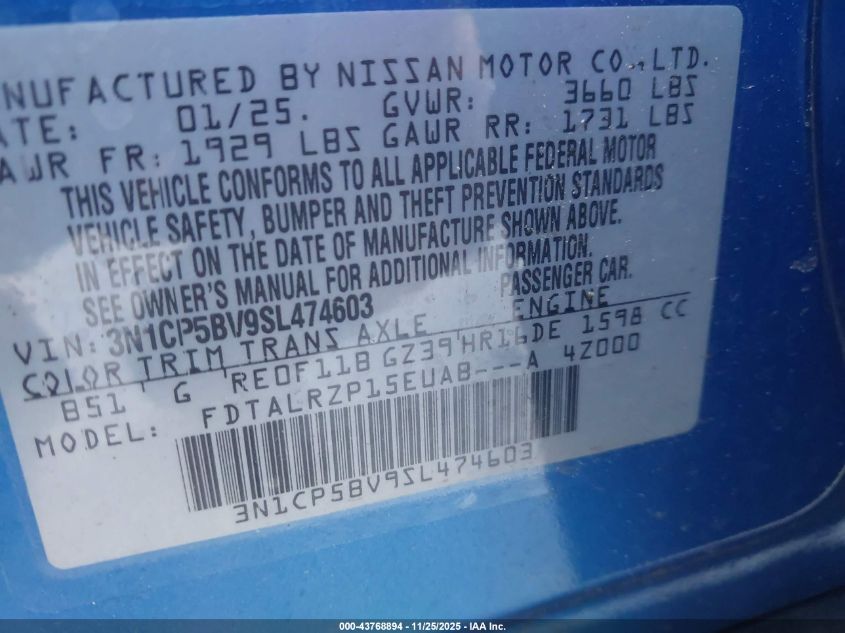 NUFACTURED BY NISSAN MOTOR CO., LTD.
ATE: 01/25. GVWR: 3660 LBS
AWR FR: 1929 LBS GAWR RR: 1731 LBS
THIS VEHICLE CONFORMS TO ALL APPLICABLE FEDERAL MOTOR
VEHICLE SAFETY, BUMPER AND THEFT PREVENTION STANDARDS
IN EFFECT ON THE DATE OF MANUFACTURE SHOWN ABOVE.
SEE OWNER'S MANUAL FOR ADDITIONAL INFORMATION.
VIN: 3N1CP5BV9SL474603 PASSENGER CAR.
COLOR TRIM TRANS AXLE ENGINE
B51 G RE0F11B GZ39 HR16DE 1598 CC
MODEL: FDTALRZP15EUAB---A 4Z000
3N1CP5BV9SL474603
000-43768894 - 11/25/2025 - IAA Inc.